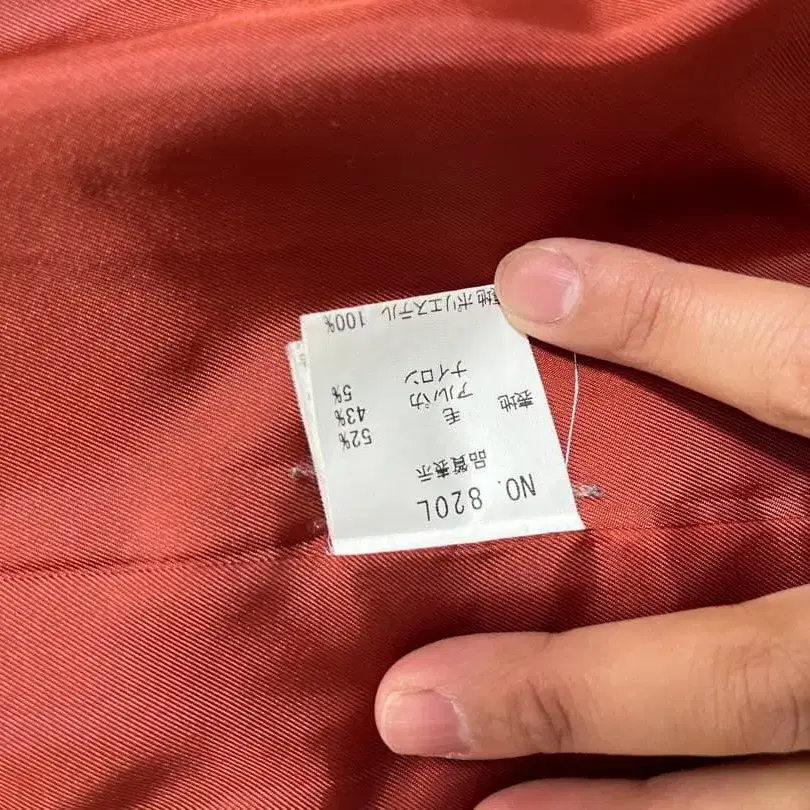 NO. 820L
品質表示
表地 毛 52%
アルパカ 43%
ナイロン 5%
地 ポリエステル 100%